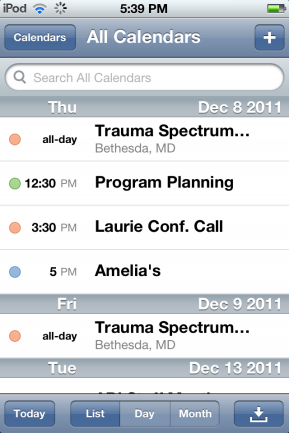 iPod 5:39 PM
Calendars All Calendars +
Search All Calendars
Thu Dec 8 2011
all-day Trauma Spectrum…
Bethesda, MD
12:30 PM Program Planning
3:30 PM Laurie Conf. Call
5 PM Amelia's
Fri Dec 9 2011
all-day Trauma Spectrum…
Bethesda, MD
Tue Dec 13 2011
Today List Day Month